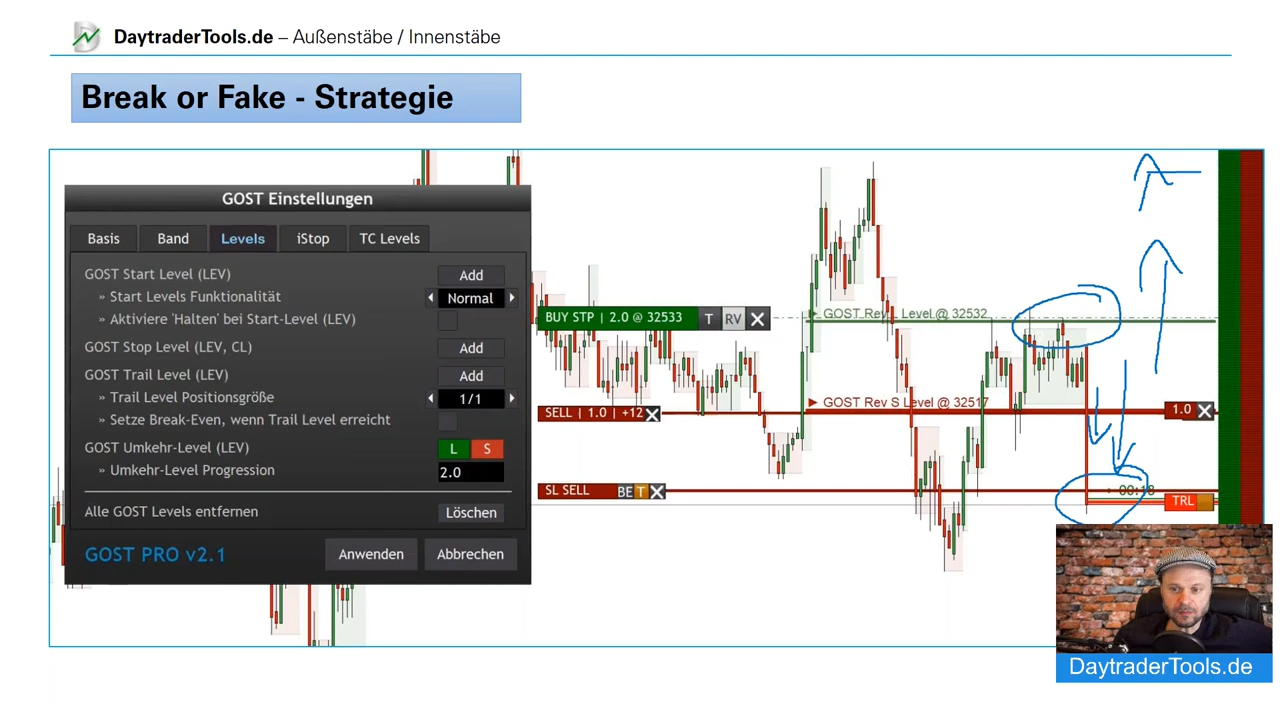 DaytraderTools.de – Außenstäbe / Innenstäbe
Break or Fake - Strategie
GOST Einstellungen
Basis Band Levels iStop TC Levels
GOST Start Level (LEV) Add
» Start Levels Funktionalität Normal
» Aktiviere 'Halten' bei Start-Level (LEV)
GOST Stop Level (LEV, CL) Add
GOST Trail Level (LEV) Add
» Trail Level Positionsgröße 1/1
» Setze Break-Even, wenn Trail Level erreicht
GOST Umkehr-Level (LEV) L S
» Umkehr-Level Progression 2.0
Alle GOST Levels entfernen Löschen
GOST PRO v2.1 Anwenden Abbrechen
BUY STP | 2.0 @ 32533 T RV X
GOST Rev L Level @ 32532
GOST Rev S Level @ 32517
SELL | 1.0 | +12 X
1.0 X
SL SELL BE T X
TRL
DaytraderTools.de